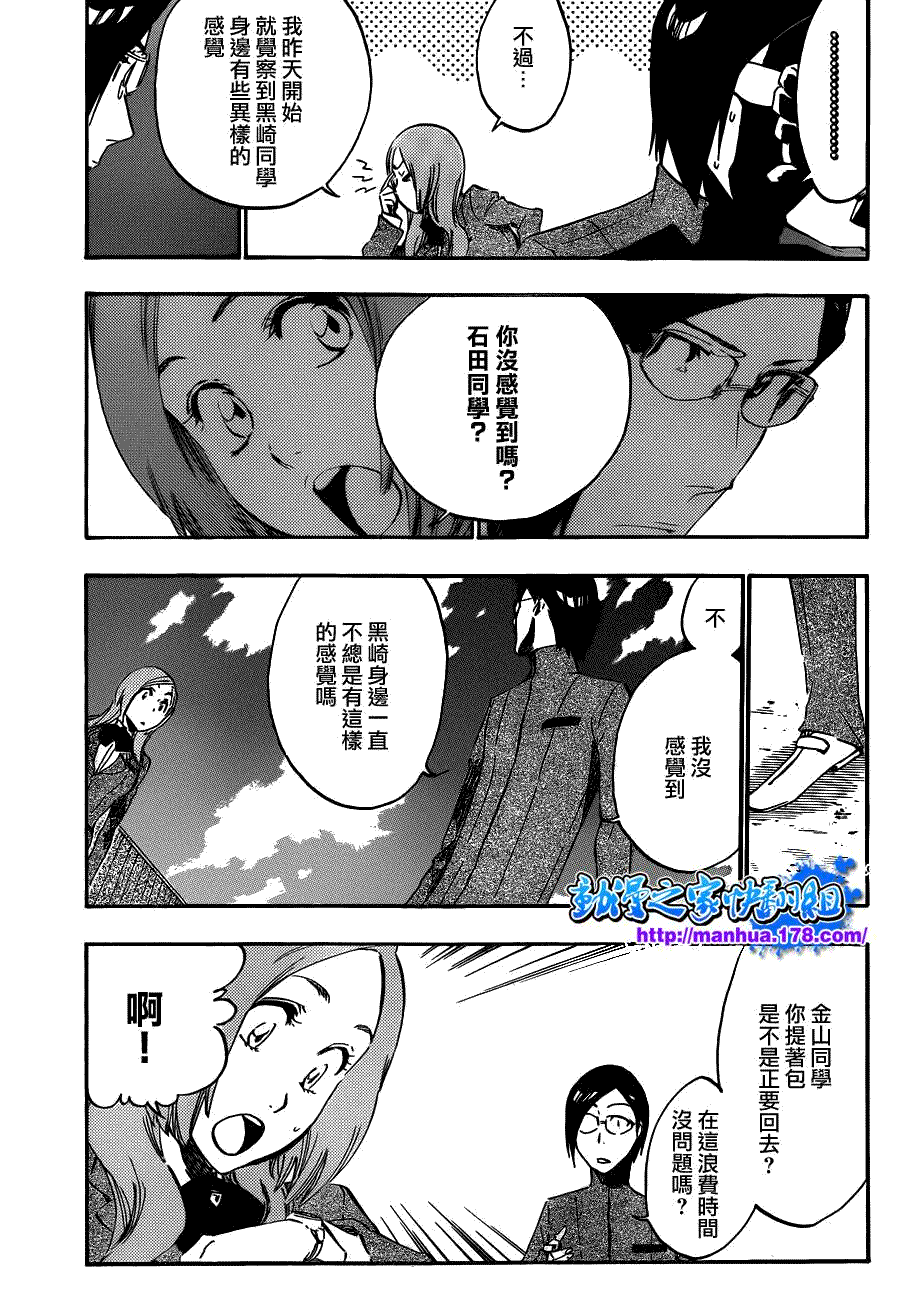 ………………
不過…
我昨天開始
就覺察到黑崎同學
身邊有些異樣的
感覺
你沒感覺到嗎？
石田同學？
不
我沒
感覺到
黑崎身邊一直
不總是有這樣
的感覺嗎
動漫之家快翻組
http://manhua.178.com/
金山同學
你提著包
是不是正要回去？
在這浪費時間
沒問題嗎？
啊！